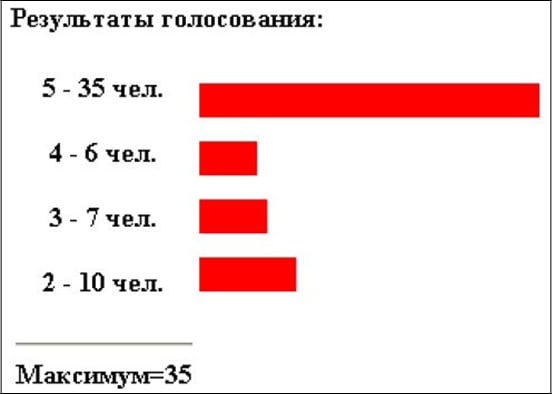 Результаты голосования:
5 - 35 чел.
4 - 6 чел.
3 - 7 чел.
2 - 10 чел.
Максимум=35